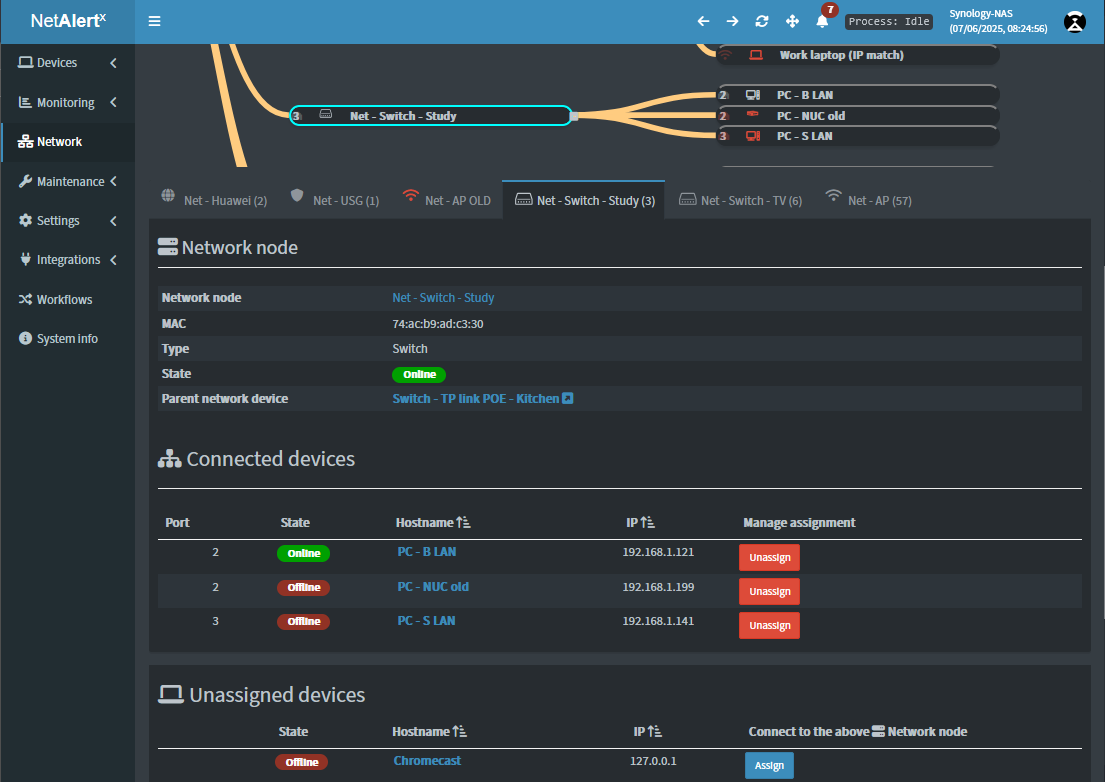 NetAlertX
7
Process: Idle
Synology-NAS
(07/06/2025, 08:24:56)
Devices
Monitoring
Network
Maintenance
Settings
Integrations
Workflows
System info
Work laptop (IP match)
3 Net - Switch - Study
2 PC - B LAN
2 PC - NUC old
3 PC - S LAN
Net - Huawei (2) Net - USG (1) Net - AP OLD Net - Switch - Study (3) Net - Switch - TV (6) Net - AP (57)
Network node
Network node Net - Switch - Study
MAC 74:ac:b9:ad:c3:30
Type Switch
State Online
Parent network device Switch - TP link POE - Kitchen
Connected devices
Port State Hostname IP Manage assignment
2 Online PC - B LAN 192.168.1.121 Unassign
2 Offline PC - NUC old 192.168.1.199 Unassign
3 Offline PC - S LAN 192.168.1.141 Unassign
Unassigned devices
State Hostname IP Connect to the above Network node
Offline Chromecast 127.0.0.1 Assign